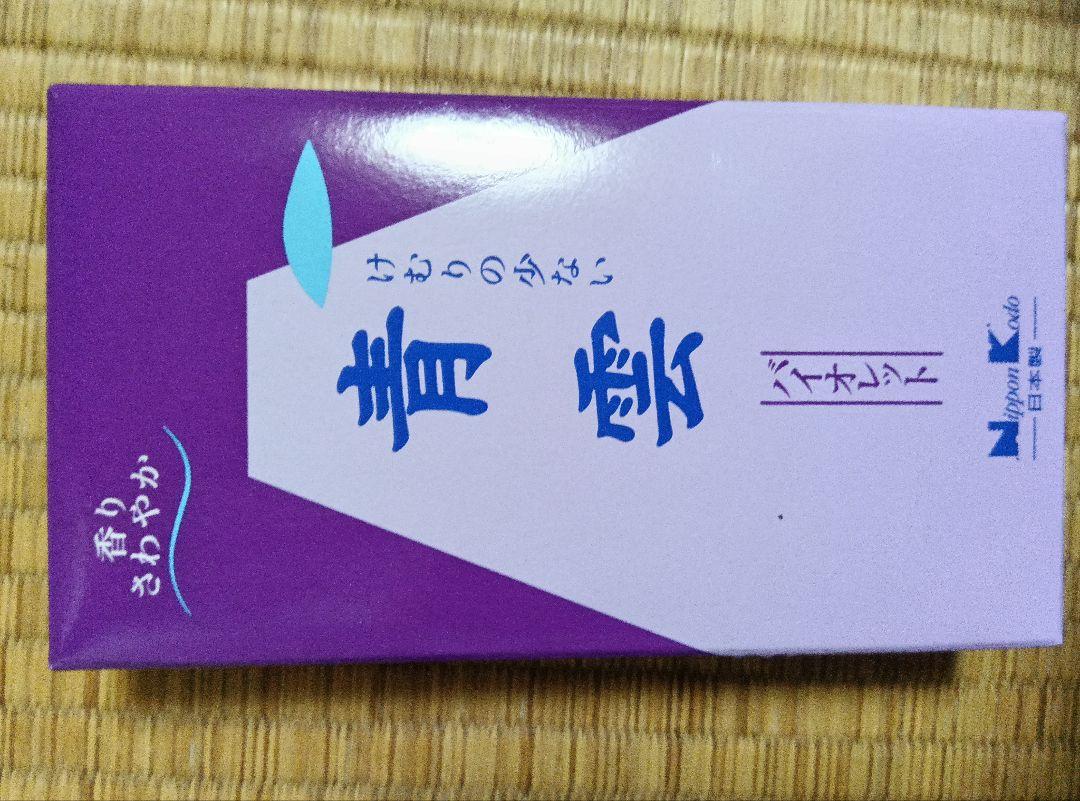 香り
さわやか
けむりの少ない
青雲
バイオレット
Nippon Kodo
日本製